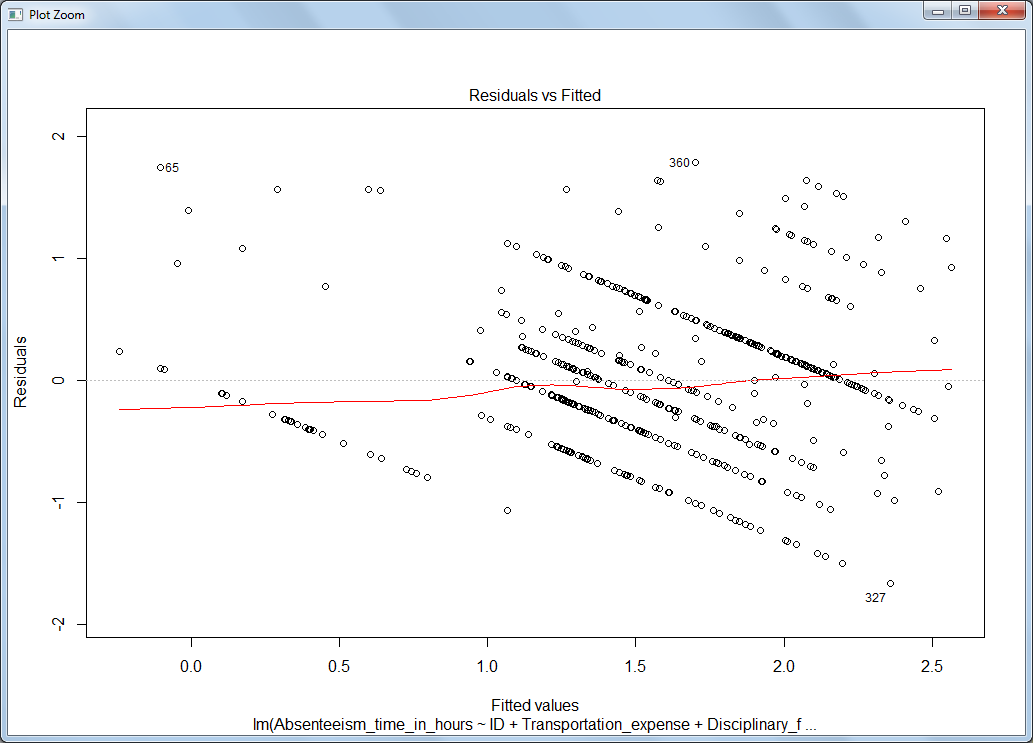 Plot Zoom
Residuals vs Fitted
Residuals
2
1
0
-1
-2
65
360
327
0.0 0.5 1.0 1.5 2.0 2.5
Fitted values
lm(Absenteeism_time_in_hours ~ ID + Transportation_expense + Disciplinary_f ...